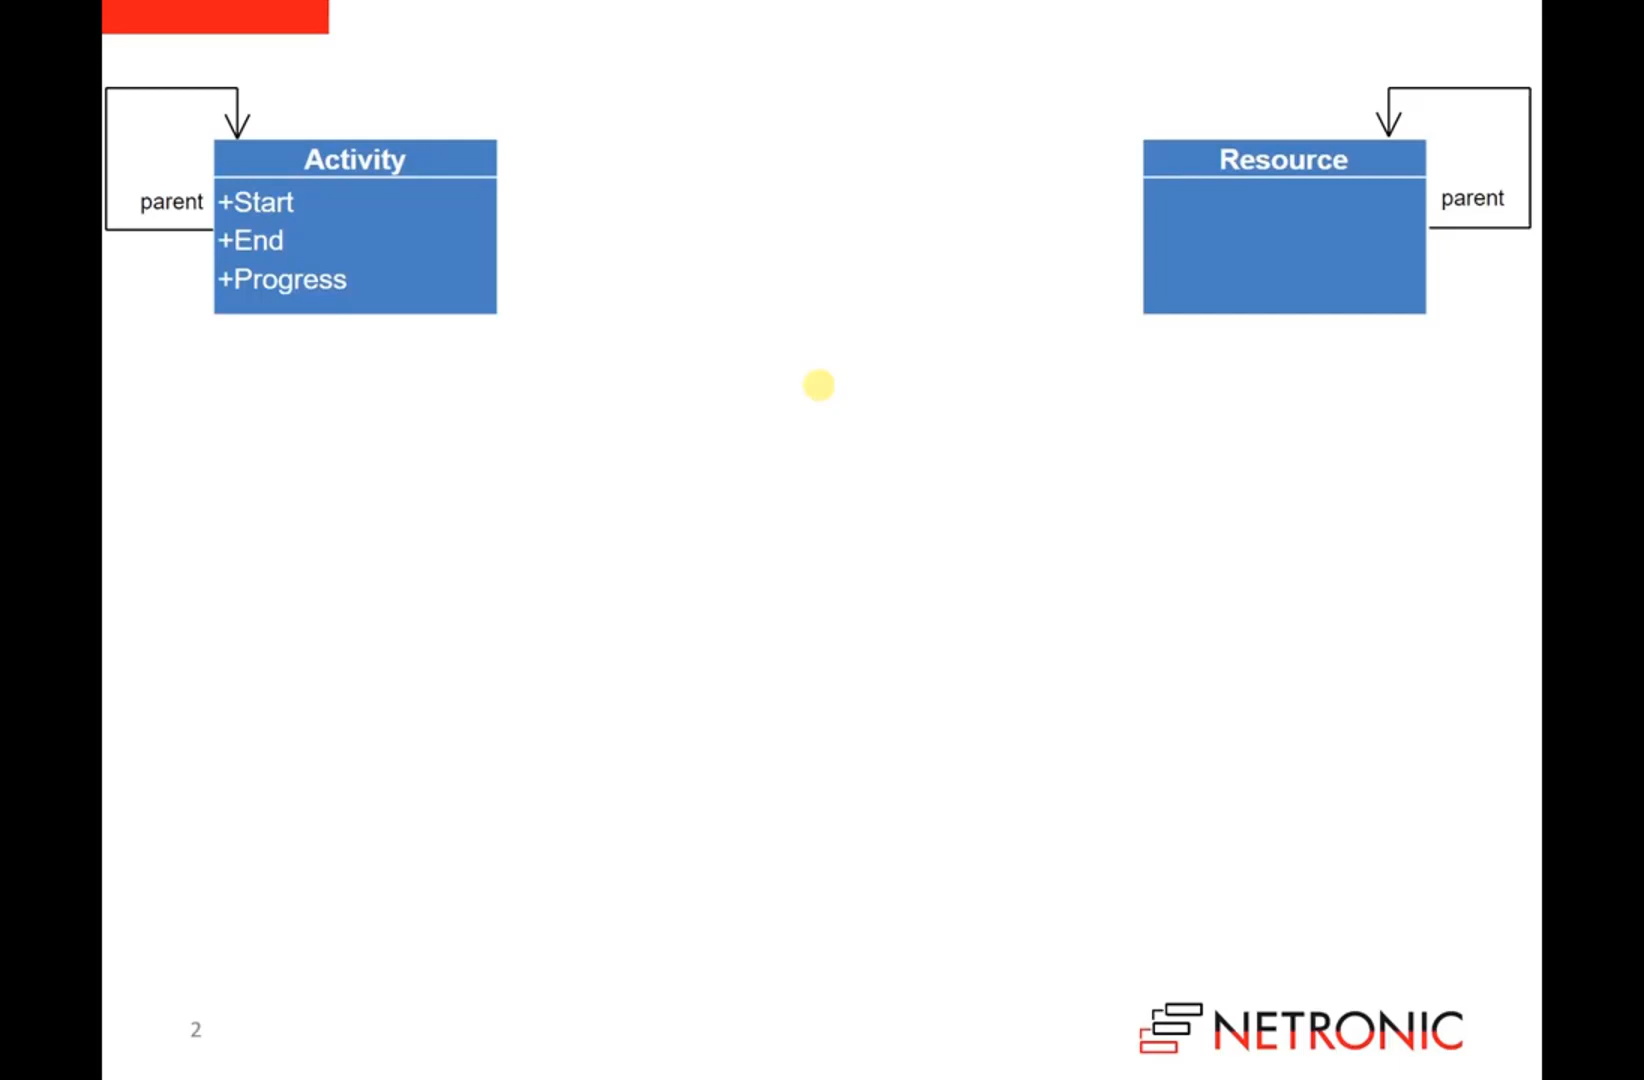 Activity
parent
+Start
+End
+Progress
Resource
parent
2
NETRONIC